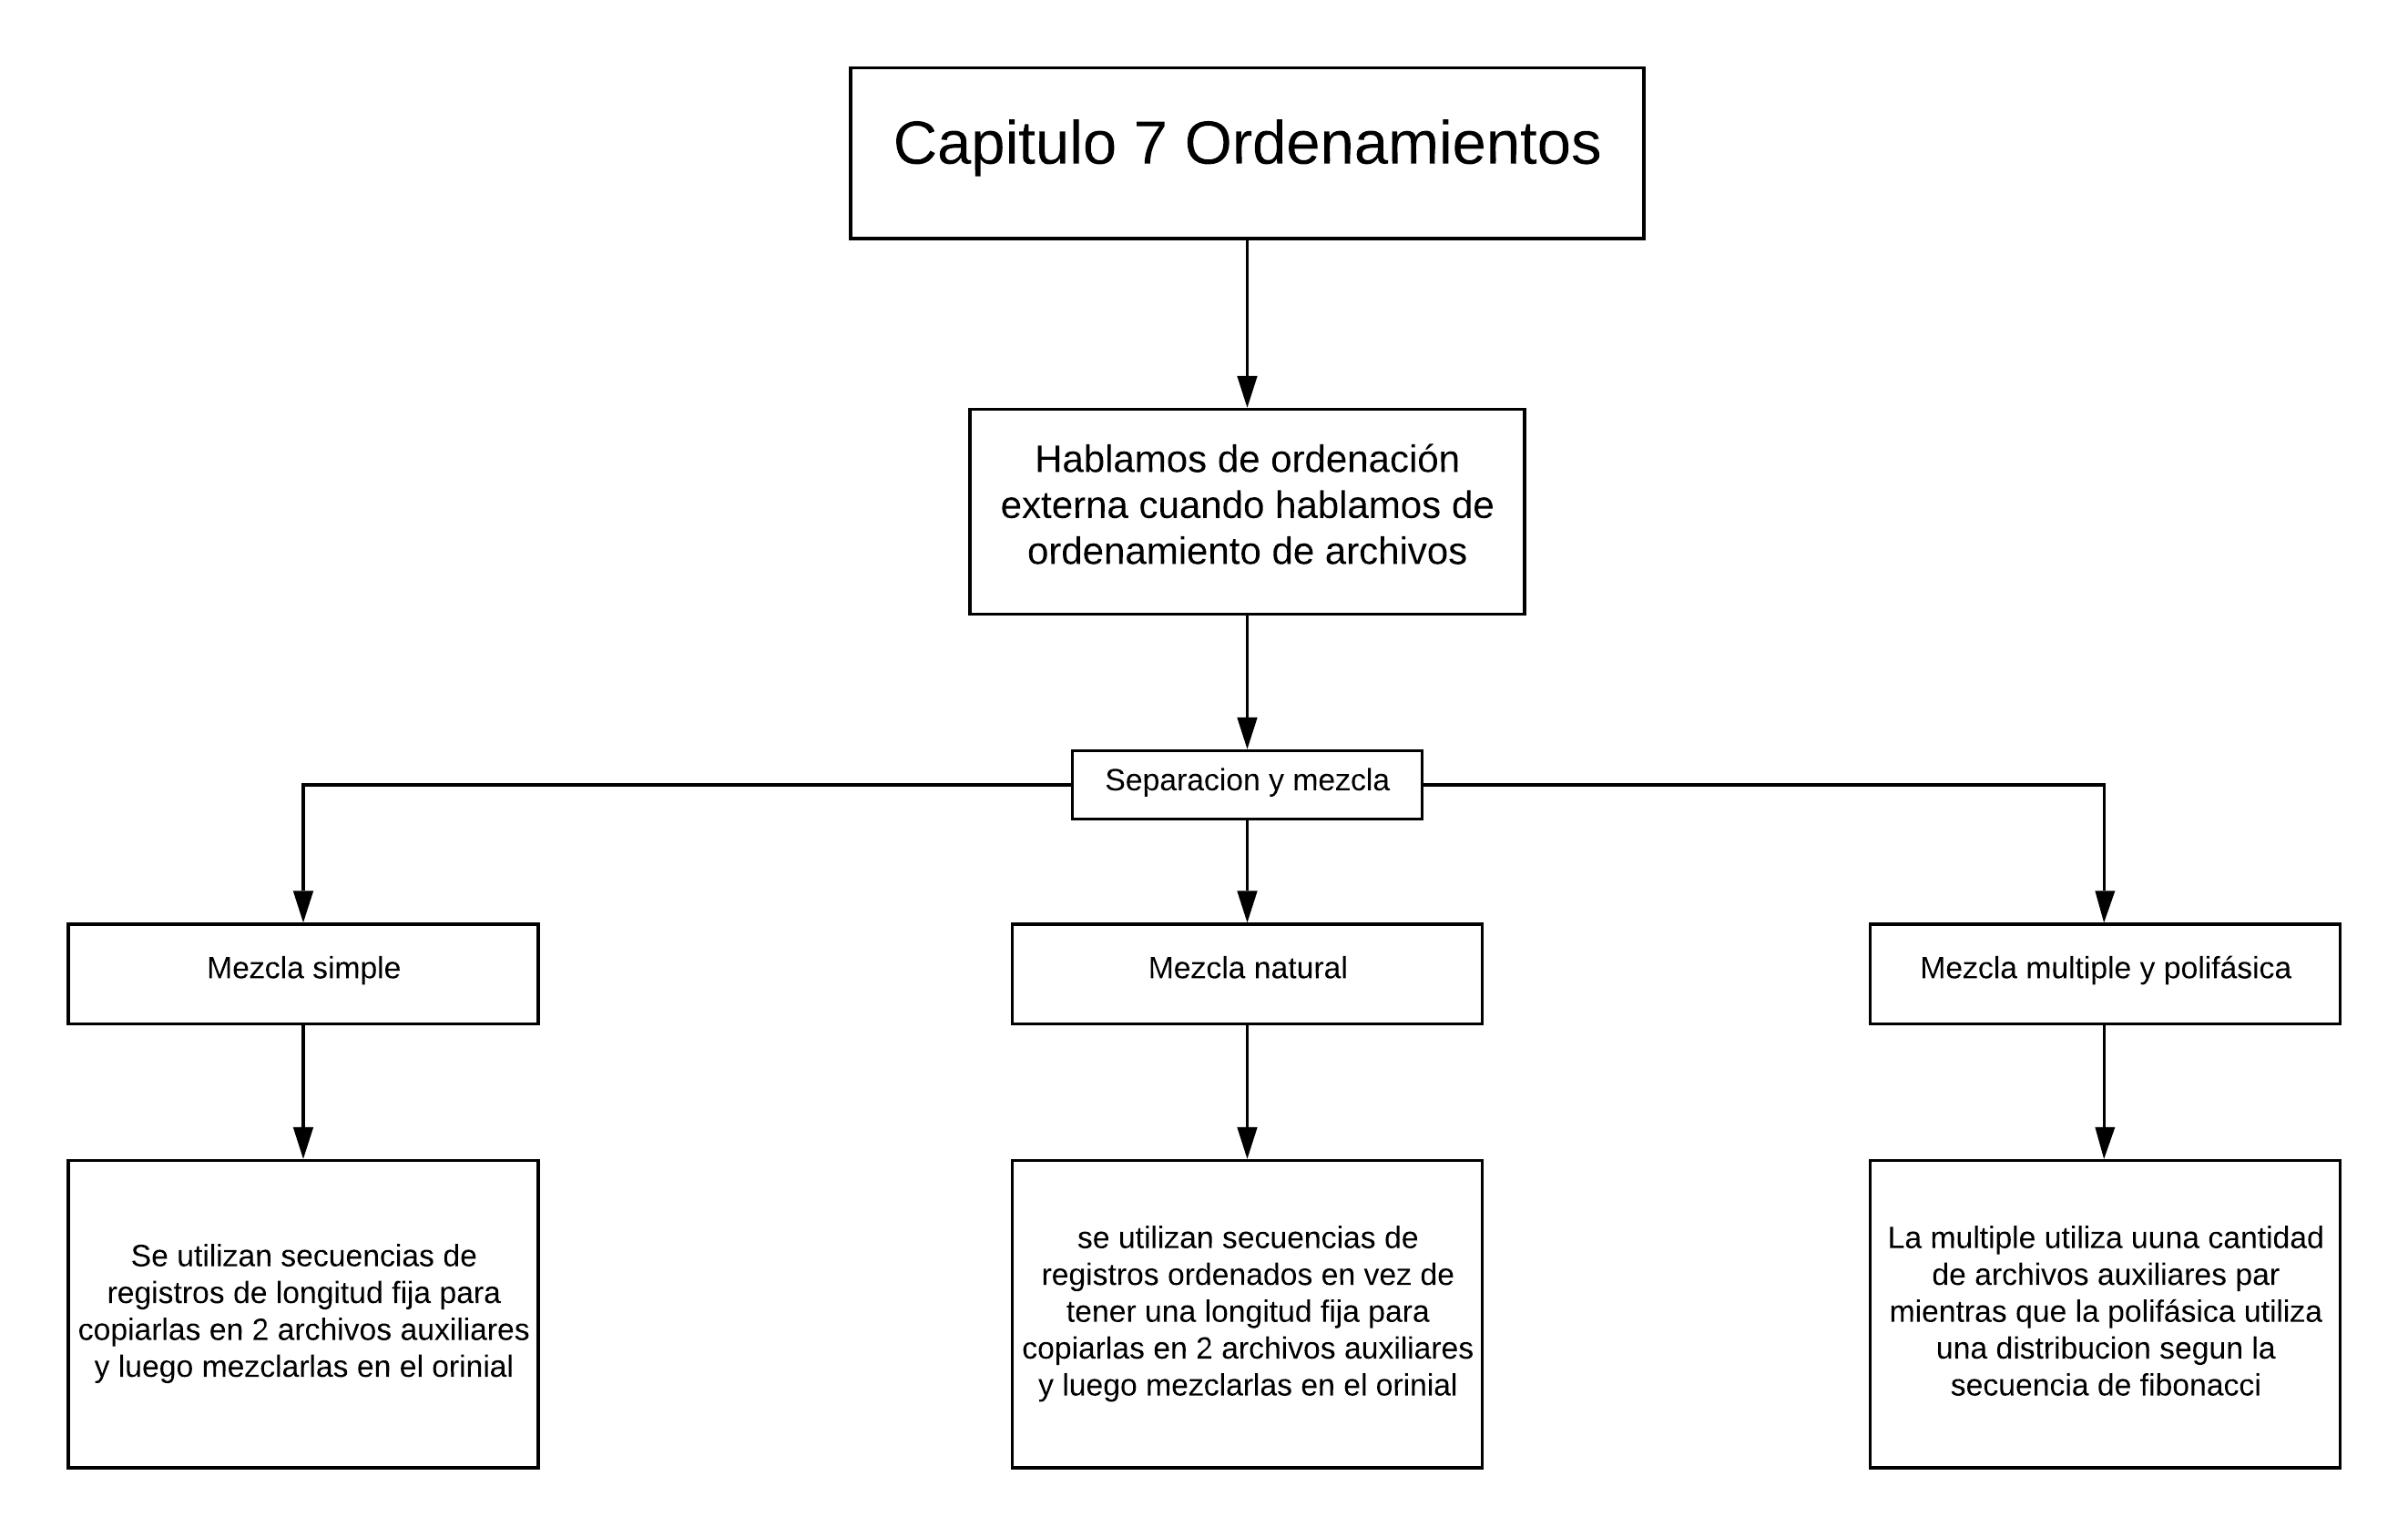 Capitulo 7 Ordenamientos
Hablamos de ordenación
externa cuando hablamos de
ordenamiento de archivos
Separacion y mezcla
Mezcla simple
Mezcla natural
Mezcla multiple y polifásica
Se utilizan secuencias de
registros de longitud fija para
copiarlas en 2 archivos auxiliares
y luego mezclarlas en el orinial
se utilizan secuencias de
registros ordenados en vez de
tener una longitud fija para
copiarlas en 2 archivos auxiliares
y luego mezclarlas en el orinial
La multiple utiliza uuna cantidad
de archivos auxiliares par
mientras que la polifásica utiliza
una distribucion segun la
secuencia de fibonacci